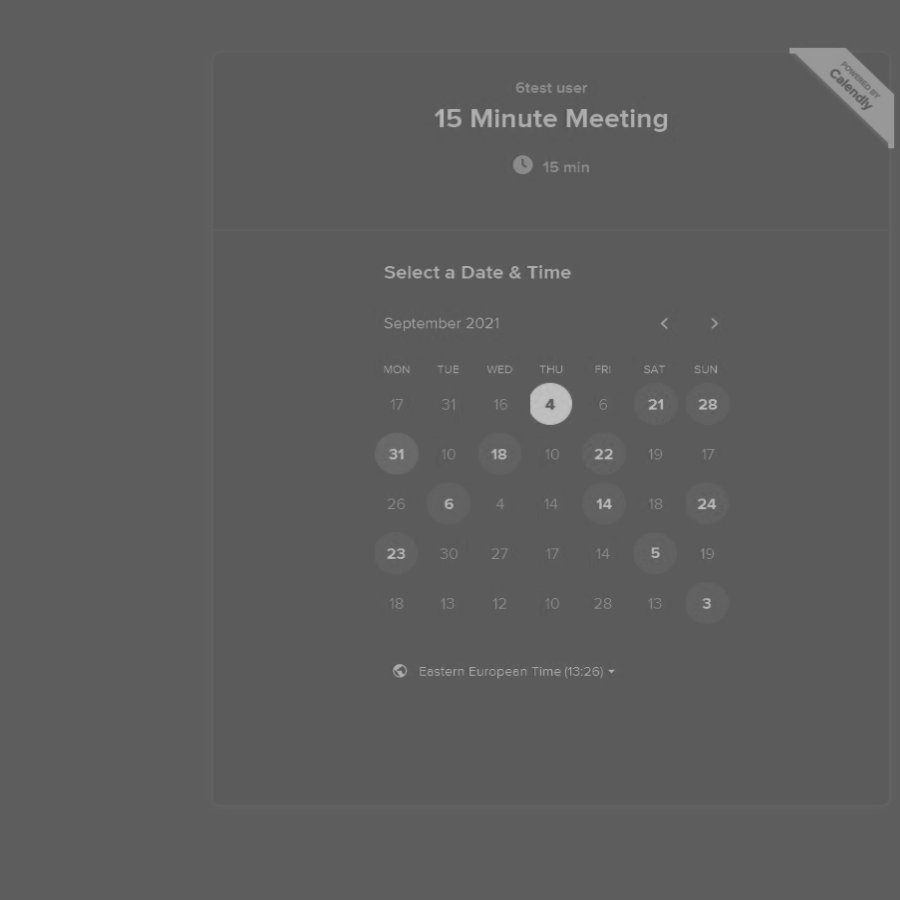 POWERED BY
Calendly
6test user
15 Minute Meeting
15 min
Select a Date & Time
September 2021
MON TUE WED THU FRI SAT SUN
17 31 16 4 6 21 28
31 10 18 10 22 19 17
26 6 4 14 14 18 24
23 30 27 17 14 5 19
18 13 12 10 28 13 3
Eastern European Time (13:26)